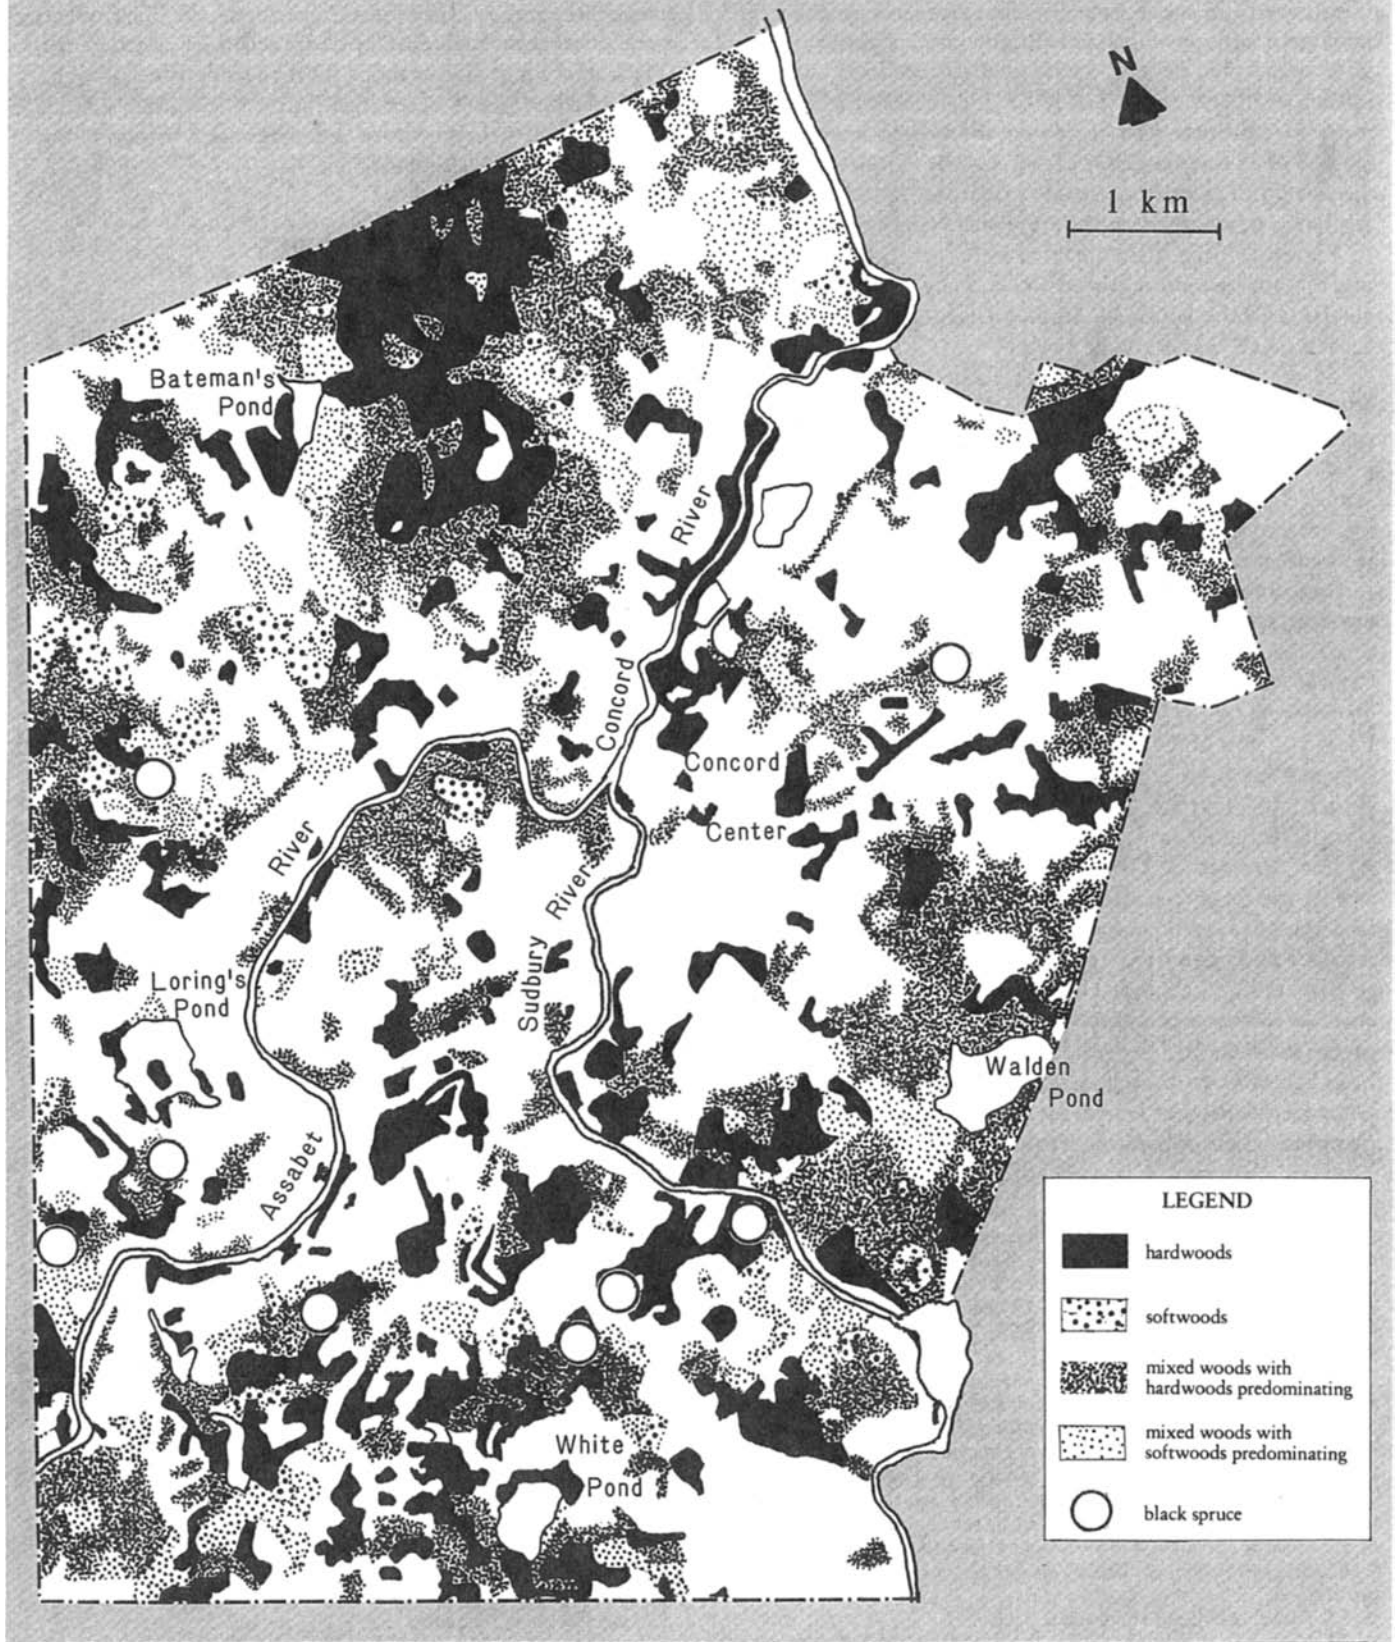 N
1 km
Bateman's
Pond
River
Concord
Concord
Center
River
River
Sudbury
Loring's
Pond
Walden
Pond
Assabet
White
Pond
LEGEND
hardwoods
softwoods
mixed woods with
hardwoods predominating
mixed woods with
softwoods predominating
black spruce